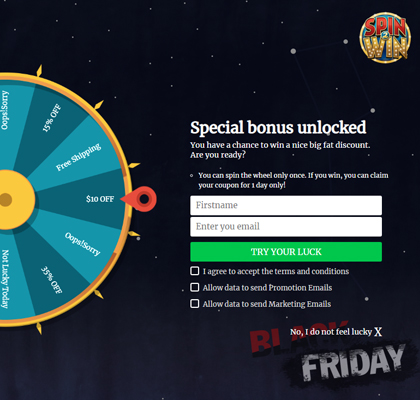 SPIN
WIN
Oops!Sorry
15% OFF
Free Shipping
$10 OFF
Oops!Sorry
35% OFF
Not Lucky Today
Special bonus unlocked
You have a chance to win a nice big fat discount.
Are you ready?
You can spin the wheel only once. If you win, you can claim
your coupon for 1 day only!
Firstname
Enter you email
TRY YOUR LUCK
I agree to accept the terms and conditions
Allow data to send Promotion Emails
Allow data to send Marketing Emails
No, I do not feel lucky X
BLACK
FRIDAY